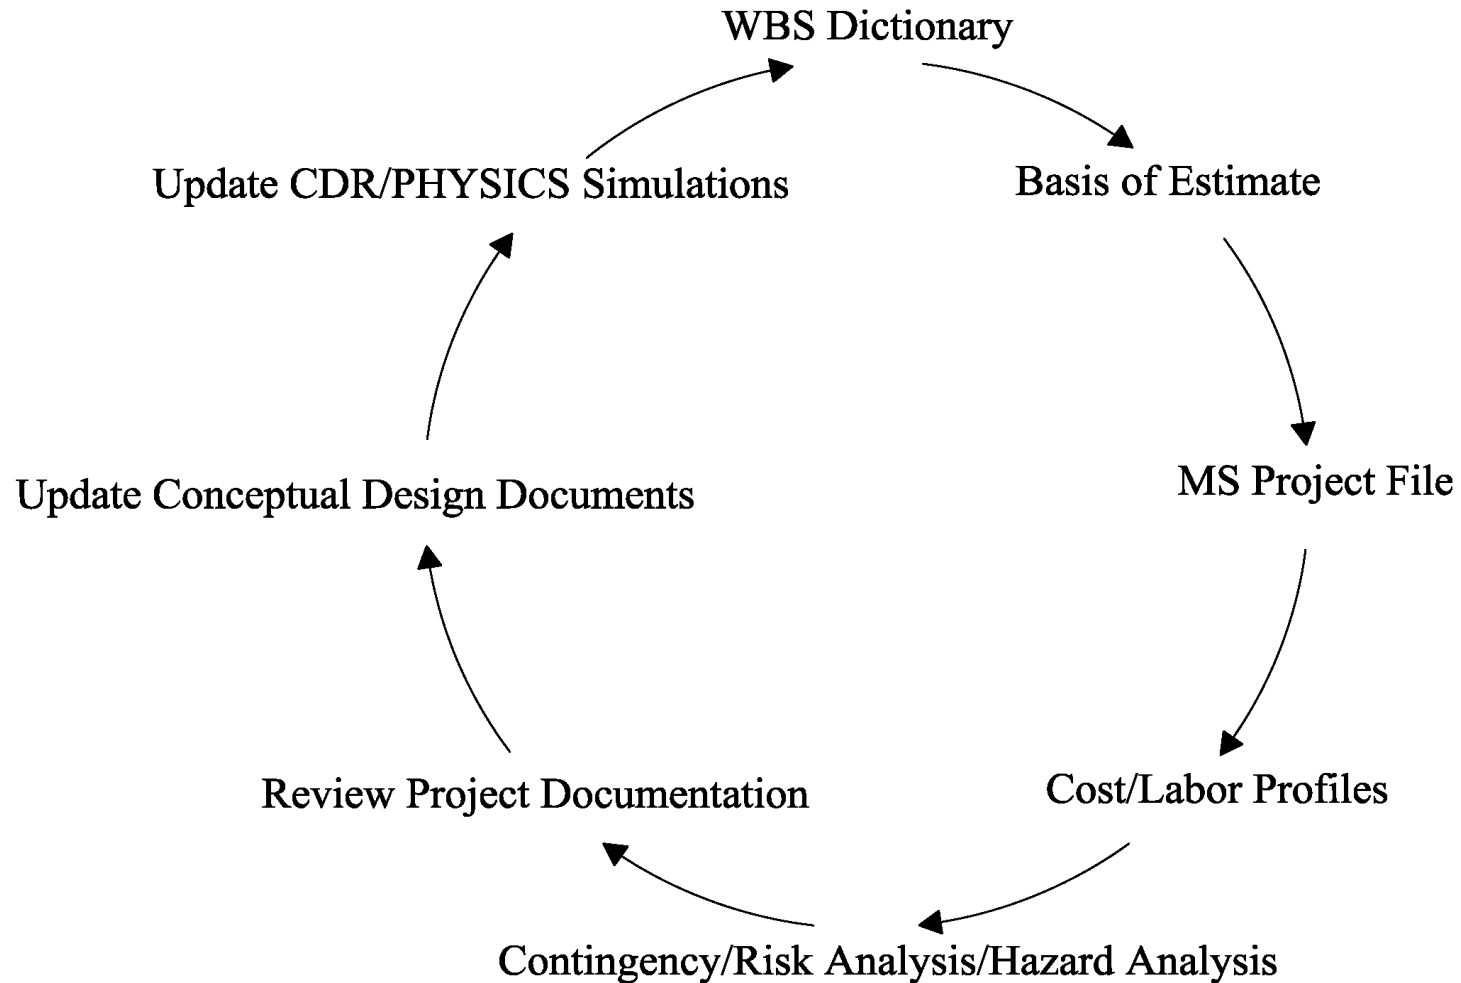 WBS Dictionary
Update CDR/PHYSICS Simulations
Basis of Estimate
Update Conceptual Design Documents
MS Project File
Review Project Documentation
Cost/Labor Profiles
Contingency/Risk Analysis/Hazard Analysis